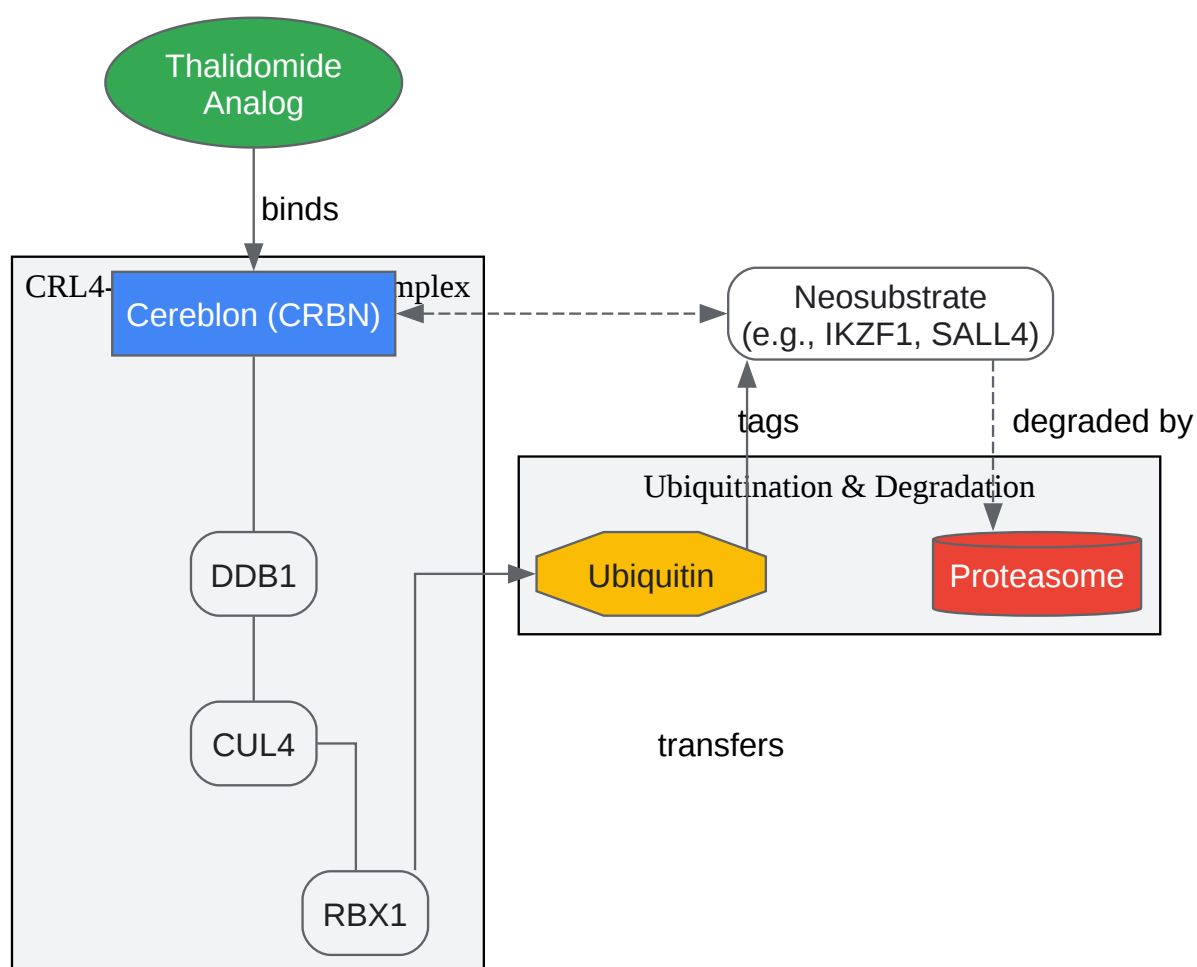 Thalidomide
Analog
binds
CRL4-
Cereblon (CRBN)
Neosubstrate
(e.g., IKZF1, SALL4)
tags
degraded by
Ubiquitination & Degradation
DDB1
Ubiquitin
Proteasome
CUL4
transfers
RBX1